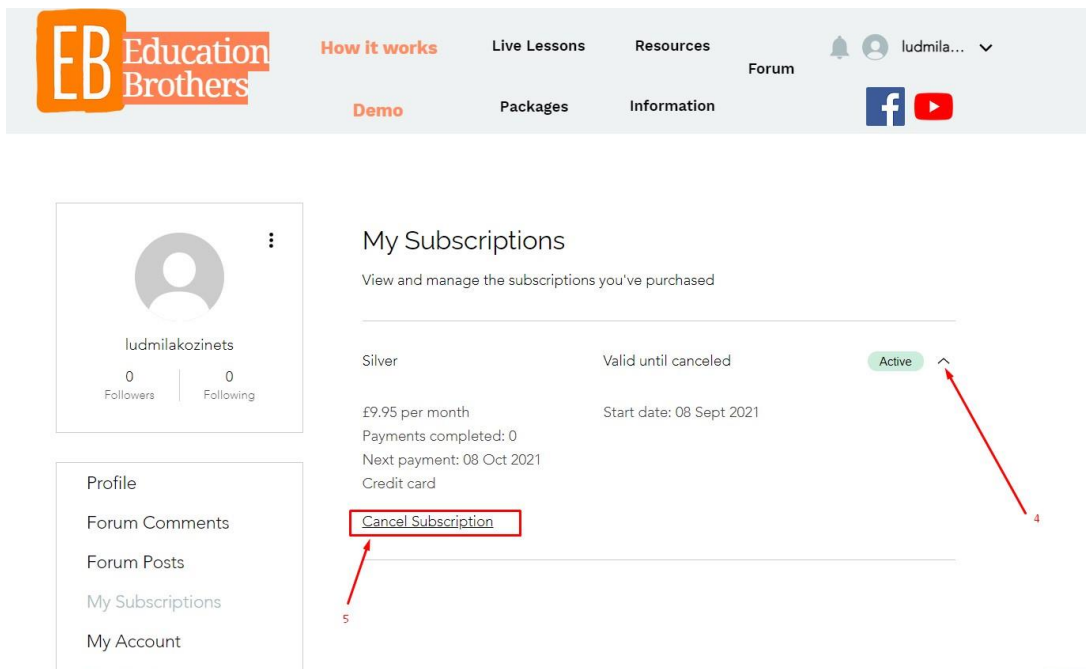 EB Education
Brothers
How it works
Live Lessons
Resources
Forum
ludmila...
Demo
Packages
Information
f
ludmilakozinets
0
Followers
0
Following
Profile
Forum Comments
Forum Posts
My Subscriptions
My Account
My Subscriptions
View and manage the subscriptions you've purchased
Silver
Valid until canceled
Active
£9.95 per month
Start date: 08 Sept 2021
Payments completed: 0
Next payment: 08 Oct 2021
Credit card
Cancel Subscription
4
5